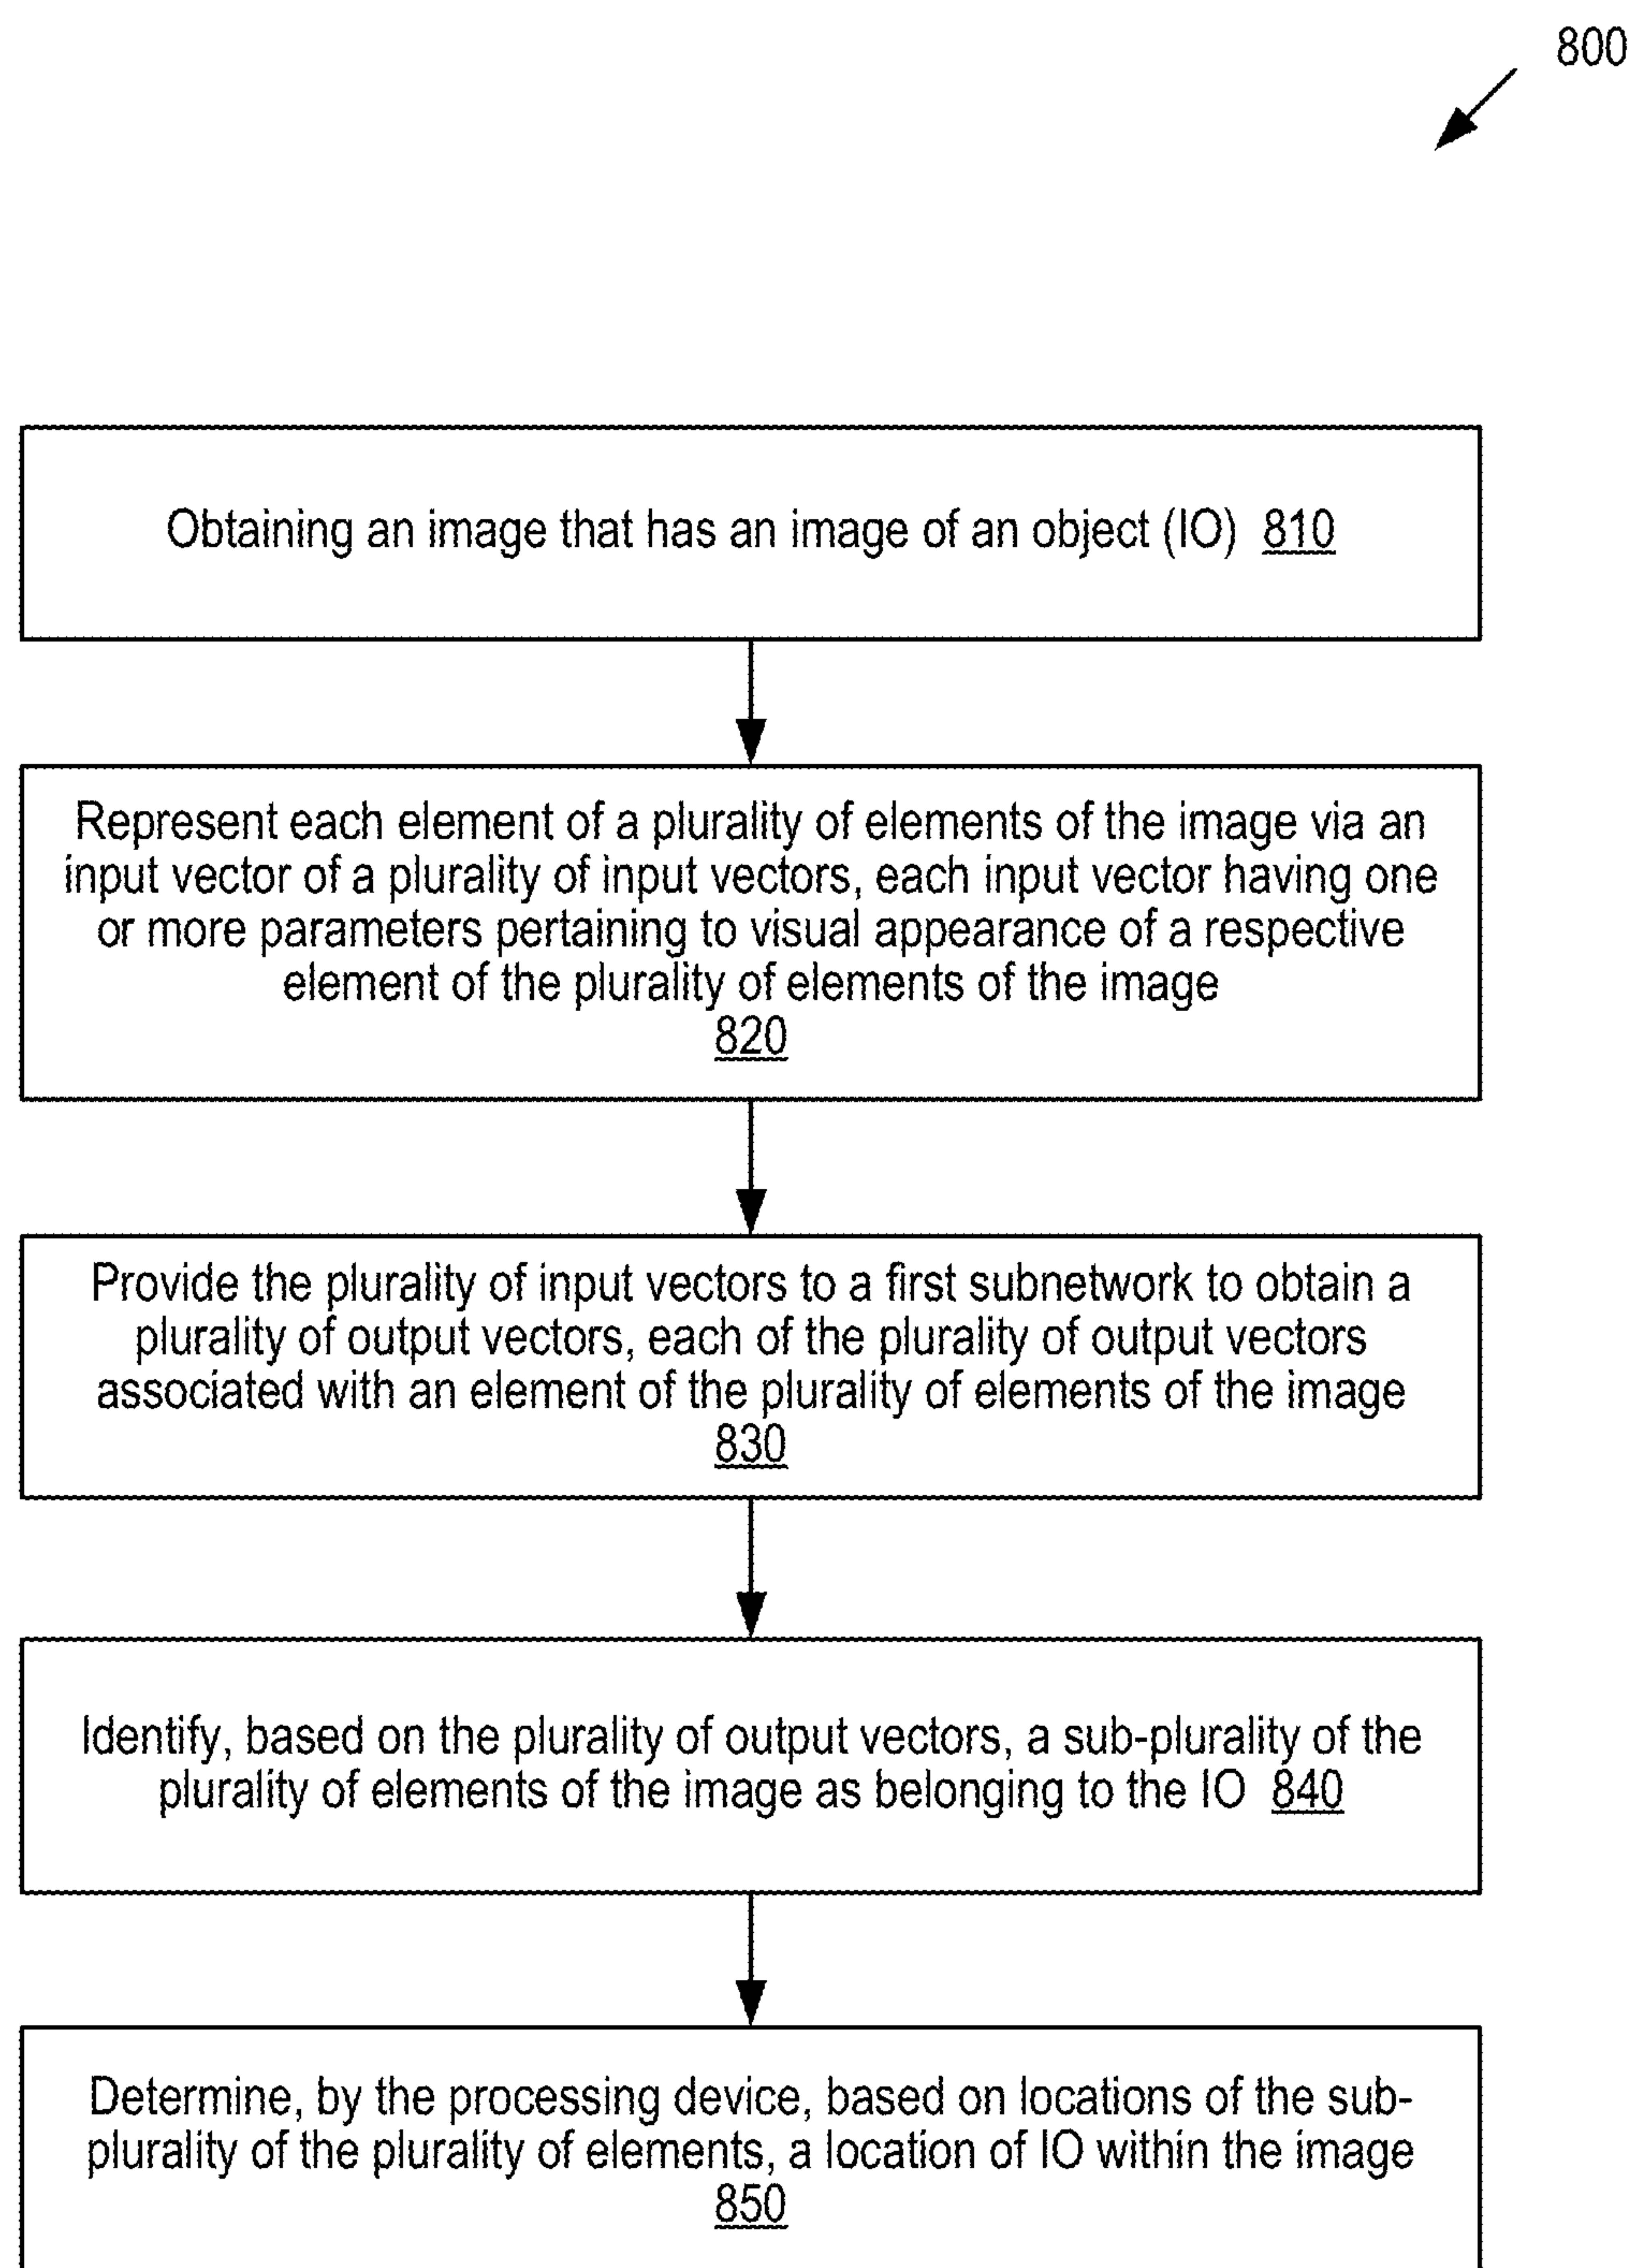 800
Obtaining an image that has an image of an object (IO) 810
Represent each element of a plurality of elements of the image via an
input vector of a plurality of input vectors, each input vector having one
or more parameters pertaining to visual appearance of a respective
element of the plurality of elements of the image
820
Provide the plurality of input vectors to a first subnetwork to obtain a
plurality of output vectors, each of the plurality of output vectors
associated with an element of the plurality of elements of the image
830
Identify, based on the plurality of output vectors, a sub-plurality of the
plurality of elements of the image as belonging to the IO 840
Determine, by the processing device, based on locations of the sub-
plurality of the plurality of elements, a location of IO within the image
850